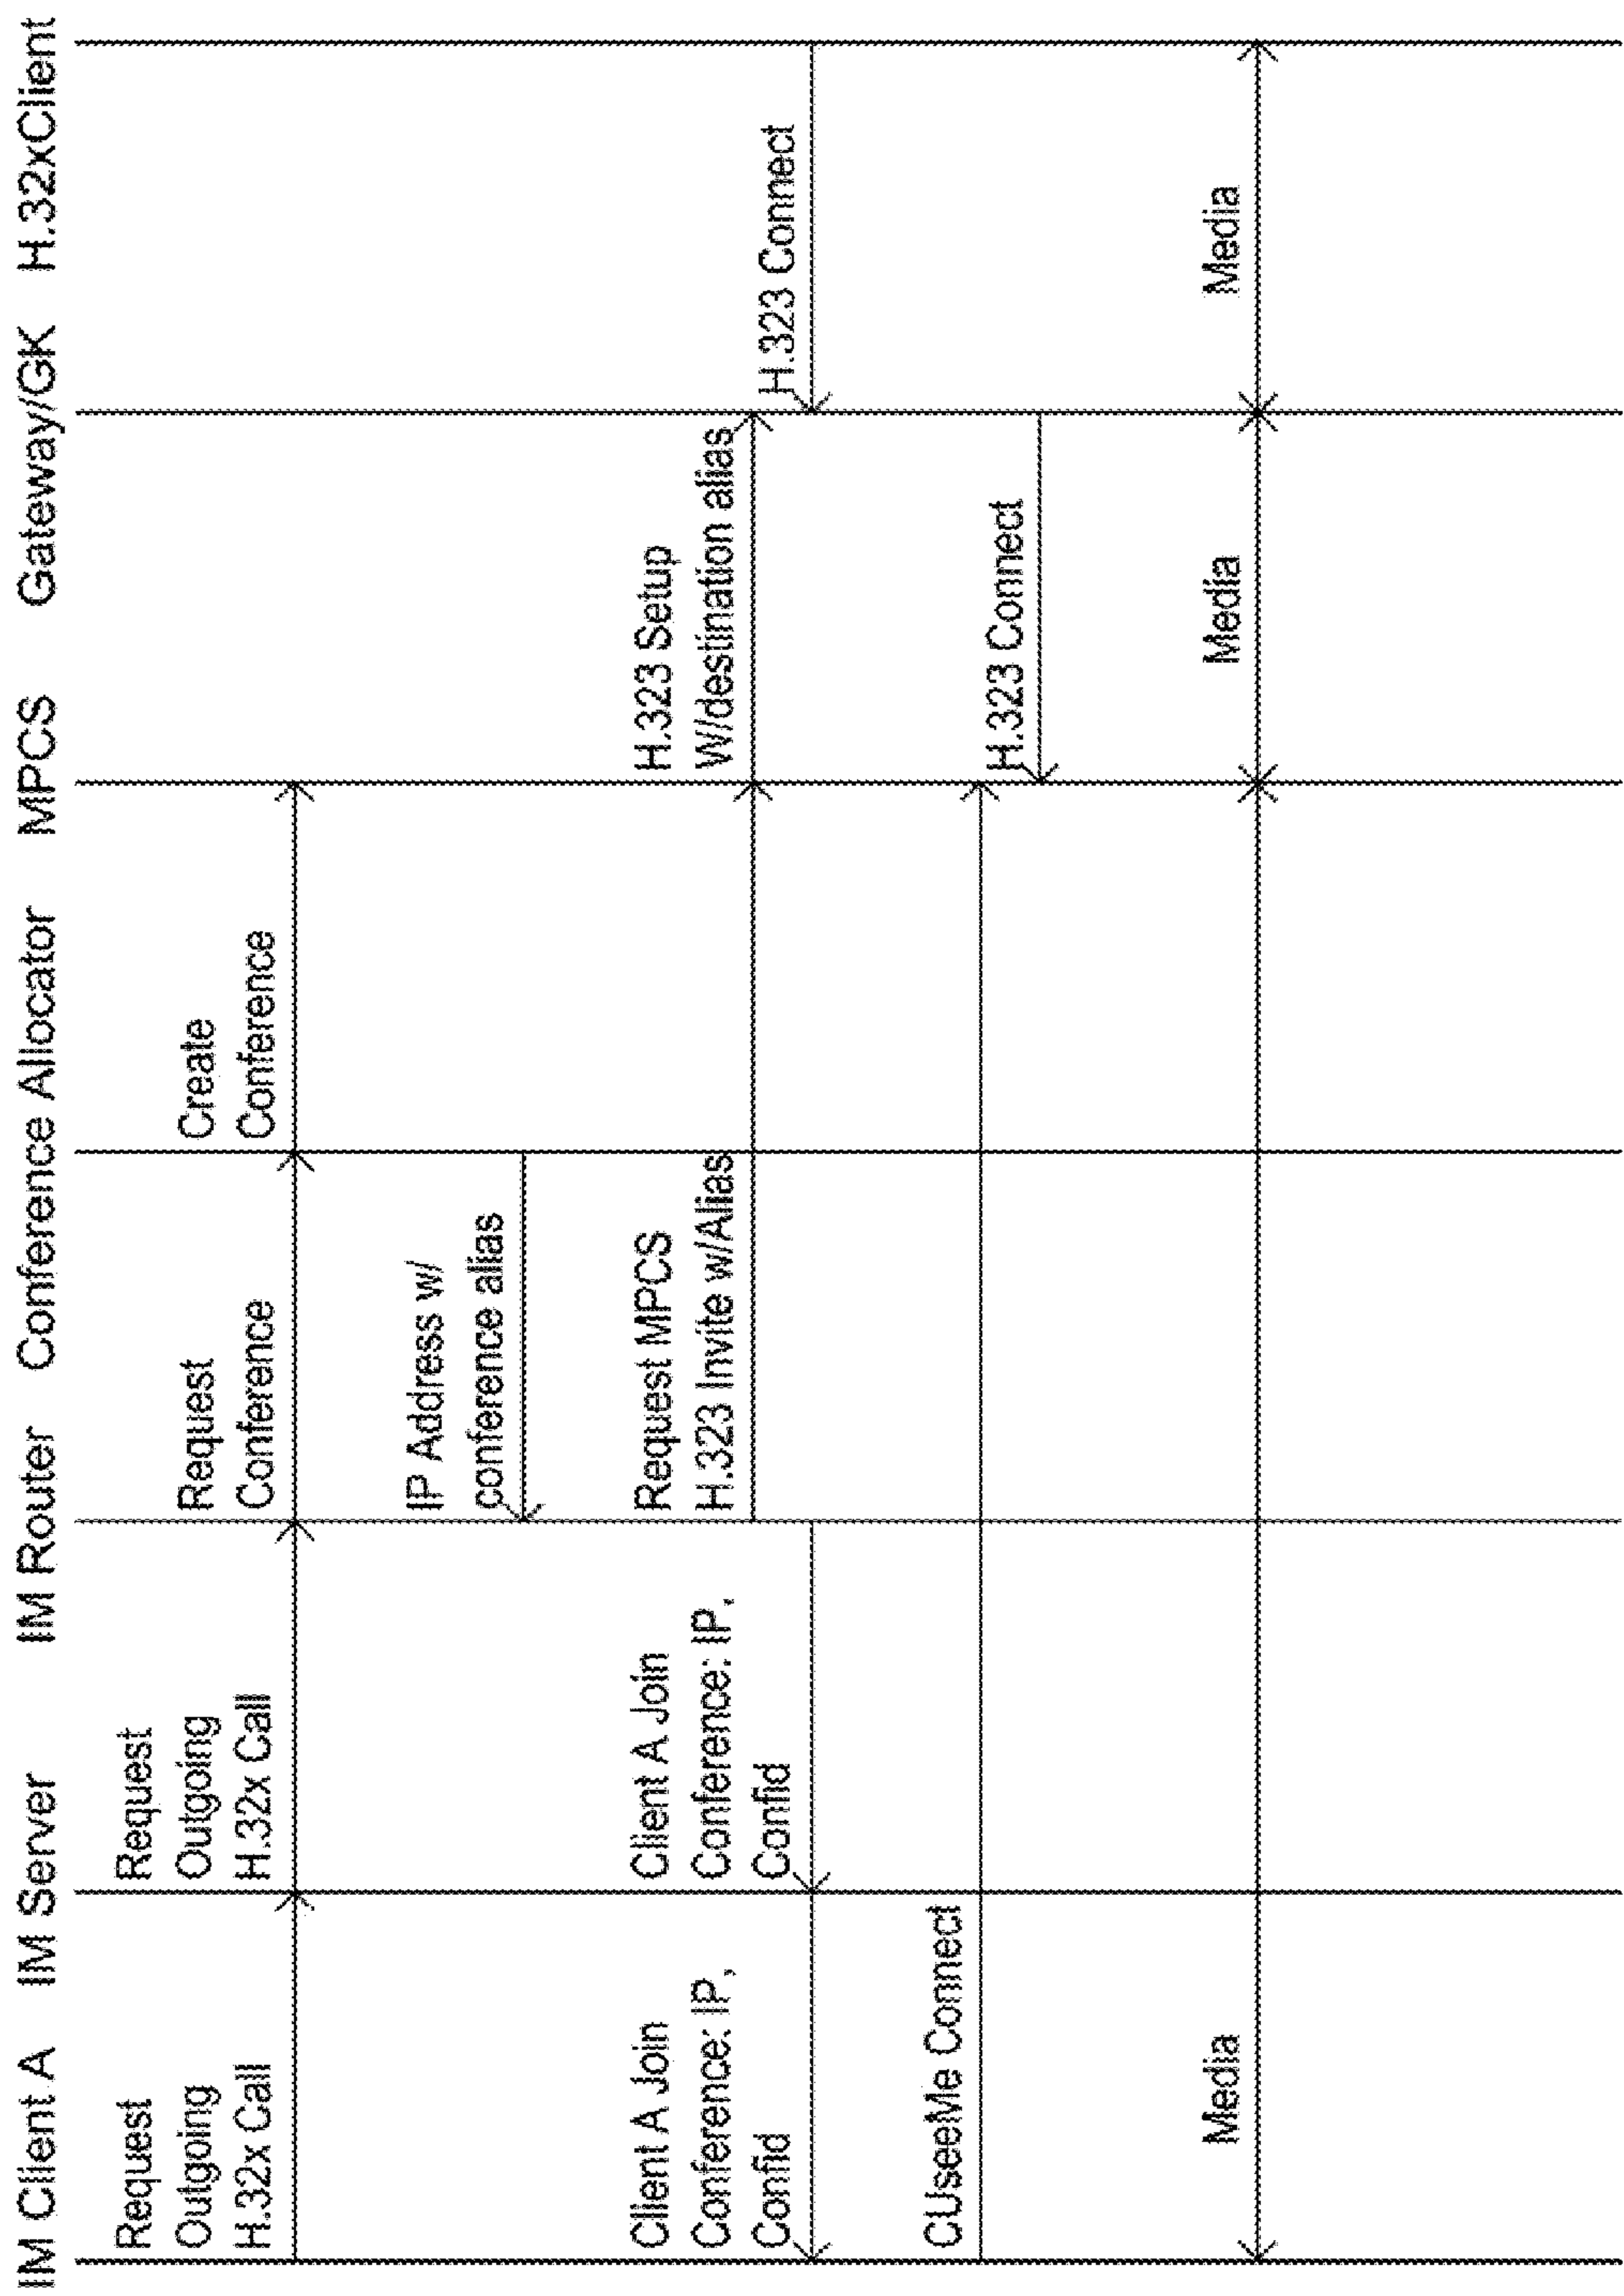 IM Client A   IM Server   IM Router   Conference Allocator   MPCS   Gateway/GK   H.32xClient
Request
Outgoing
H.32x Call
Request
Outgoing
H.32x Call
Request
Conference
Create
Conference
IP Address w/
conference alias
Request MPCS
H.323 Invite w/Alias
H.323 Setup
W/destination alias
Client A Join
Conference: IP,
Confid
Client A Join
Conference: IP,
Confid
H.323 Connect
CUseeMe Connect
H.323 Connect
Media
Media
Media